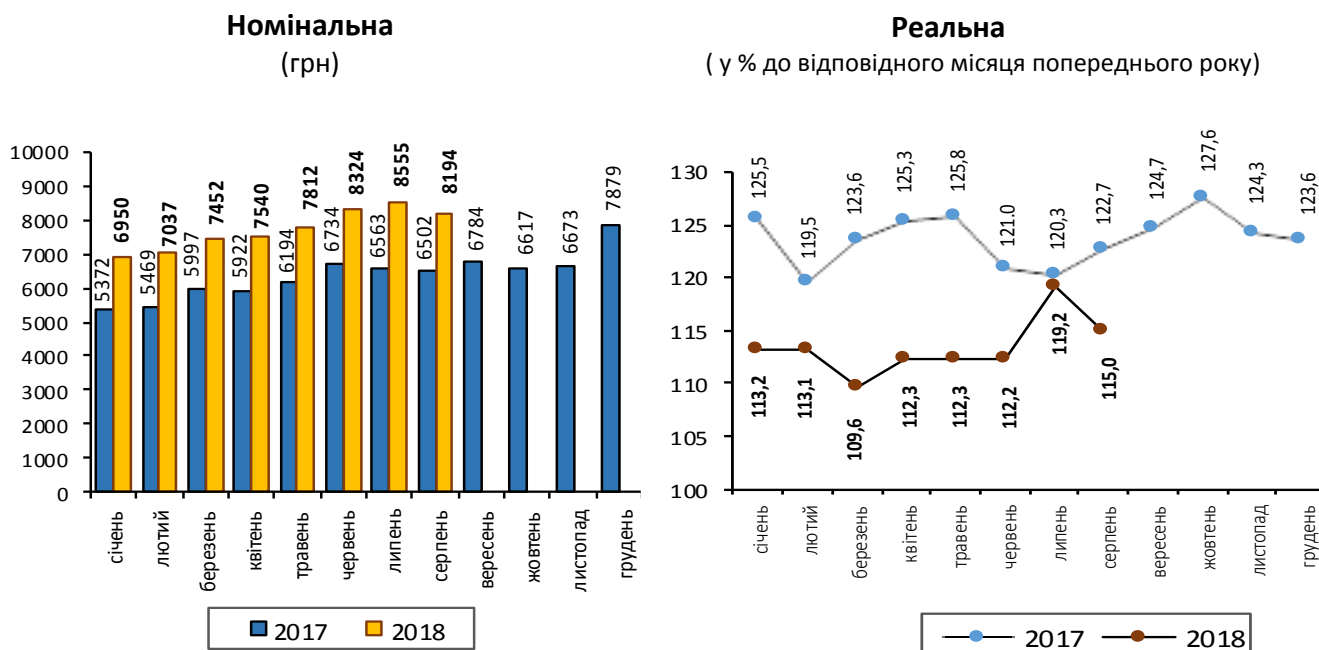 Номінальна
(грн)
10000
9000
8000
7000
6000
5000
4000
3000
2000
1000
0
5372
6950
5469
7037
5997
7452
5922
7540
6194
7812
6734
8324
6563
8555
6502
8194
6784
6617
6673
7879
січень
лютий
березень
квітень
травень
червень
липень
серпень
вересень
жовтень
листопад
грудень
2017
2018
Реальна
( у % до відповідного місяця попереднього року)
130
125
120
115
110
105
100
125,5
119,5
123,6
125,3
125,8
121.0
120,3
122,7
124,7
127,6
124,3
123,6
113,2
113,1
109,6
112,3
112,3
112,2
119,2
115,0
січень
лютий
березень
квітень
травень
червень
липень
серпень
вересень
жовтень
листопад
грудень
2017
2018